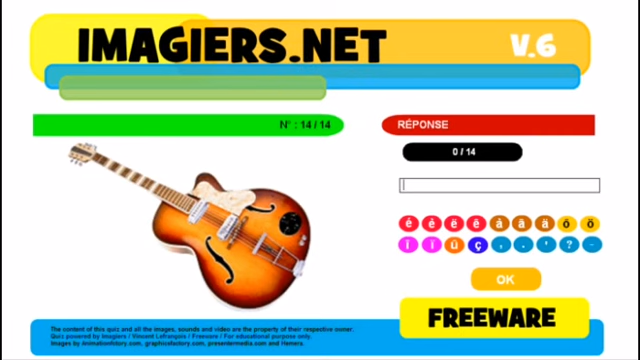 IMAGIERS.NET
V.6
N° : 14 / 14
RÉPONSE
0 / 14
é è ê ë à â ä ô ö
î ï û ç , . ' ? -
OK
FREEWARE
The content of this quiz and all the images, sounds and video are the property of their respective owner.
Quiz powered by Imagiers / Vincent Lefrançois / Freeware / For educational purpose only.
Images by Animationfstory.com, graphicsfactory.com, presentermedia.com and Hemera.